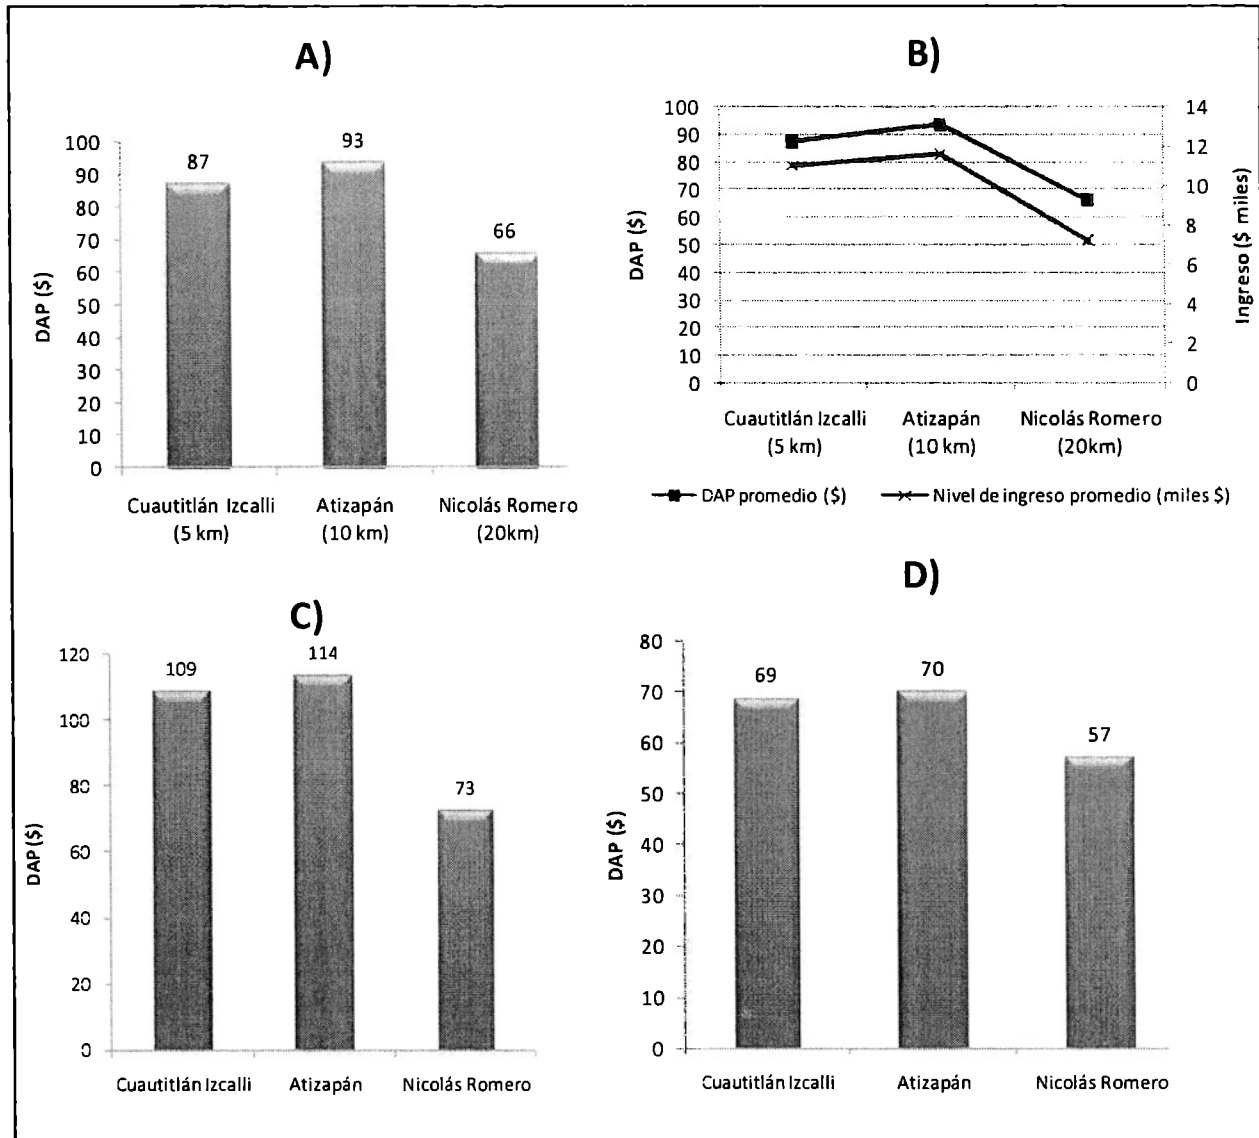 A)
100
90
80
70
60
50
40
30
20
10
0
DAP ($)
87
93
66
Cuautitlán Izcalli
(5 km)
Atizapán
(10 km)
Nicolás Romero
(20km)
B)
100
90
80
70
60
50
40
30
20
10
0
DAP ($)
14
12
10
8
6
4
2
0
Ingreso ($ miles)
Cuautitlán Izcalli
(5 km)
Atizapán
(10 km)
Nicolás Romero
(20km)
DAP promedio ($)
Nivel de ingreso promedio (miles $)
C)
120
100
80
60
40
20
0
DAP ($)
109
114
73
Cuautitlán Izcalli
Atizapán
Nicolás Romero
D)
80
70
60
50
40
30
20
10
0
DAP ($)
69
70
57
Cuautitlán Izcalli
Atizapán
Nicolás Romero